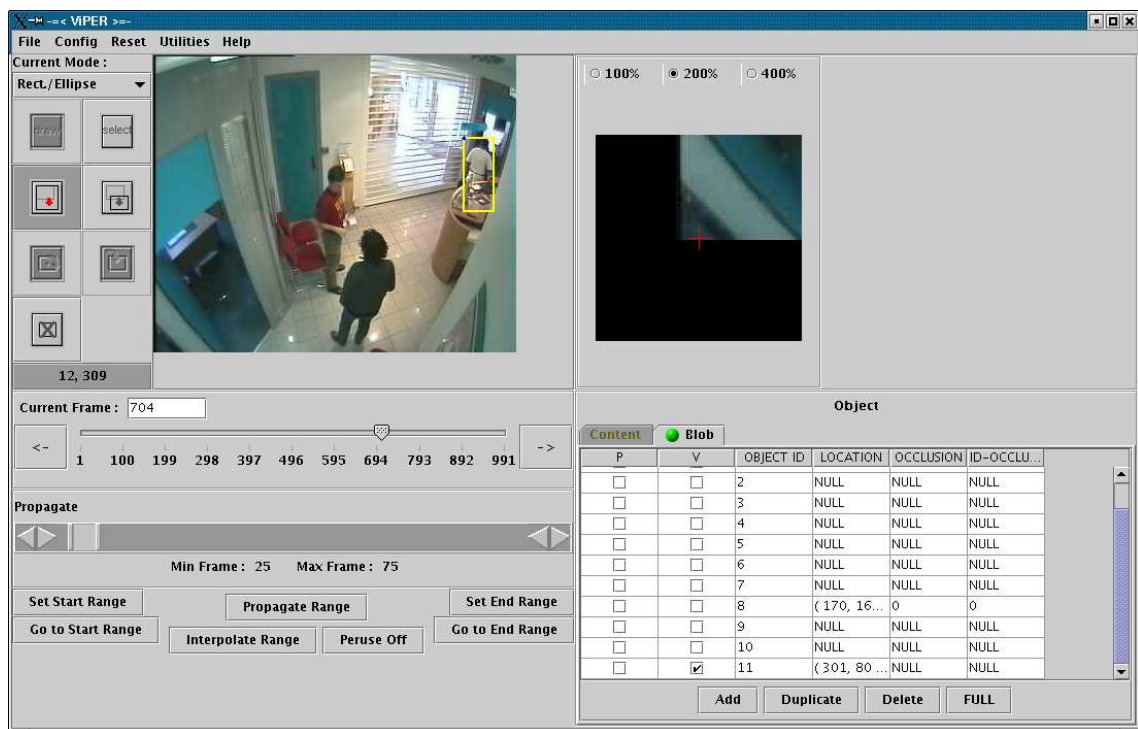 -=< ViPER >=-
File Config Reset Utilities Help
Current Mode :
Rect./Ellipse
draw select
12, 309
100% 200% 400%
Current Frame : 704
<- ->
1 100 199 298 397 496 595 694 793 892 991
Propagate
Min Frame : 25 Max Frame : 75
Set Start Range Propagate Range Set End Range
Go to Start Range Interpolate Range Peruse Off Go to End Range
Object
Content Blob
P V OBJECT ID LOCATION OCCLUSION ID-OCCLU...
2 NULL NULL NULL
3 NULL NULL NULL
4 NULL NULL NULL
5 NULL NULL NULL
6 NULL NULL NULL
7 NULL NULL NULL
8 ( 170, 16... 0 0
9 NULL NULL NULL
10 NULL NULL NULL
11 ( 301, 80 ... NULL NULL
Add Duplicate Delete FULL